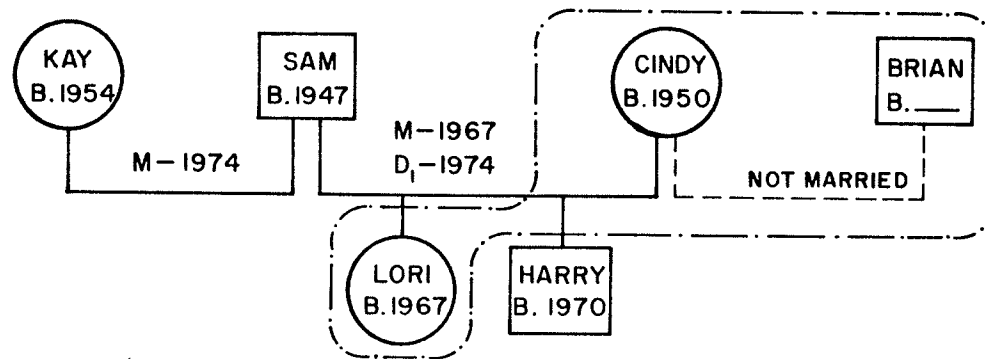 KAY
B. 1954
SAM
B. 1947
CINDY
B. 1950
BRIAN
B. ___
M-1967
D₁-1974
M-1974
NOT MARRIED
LORI
B. 1967
HARRY
B. 1970